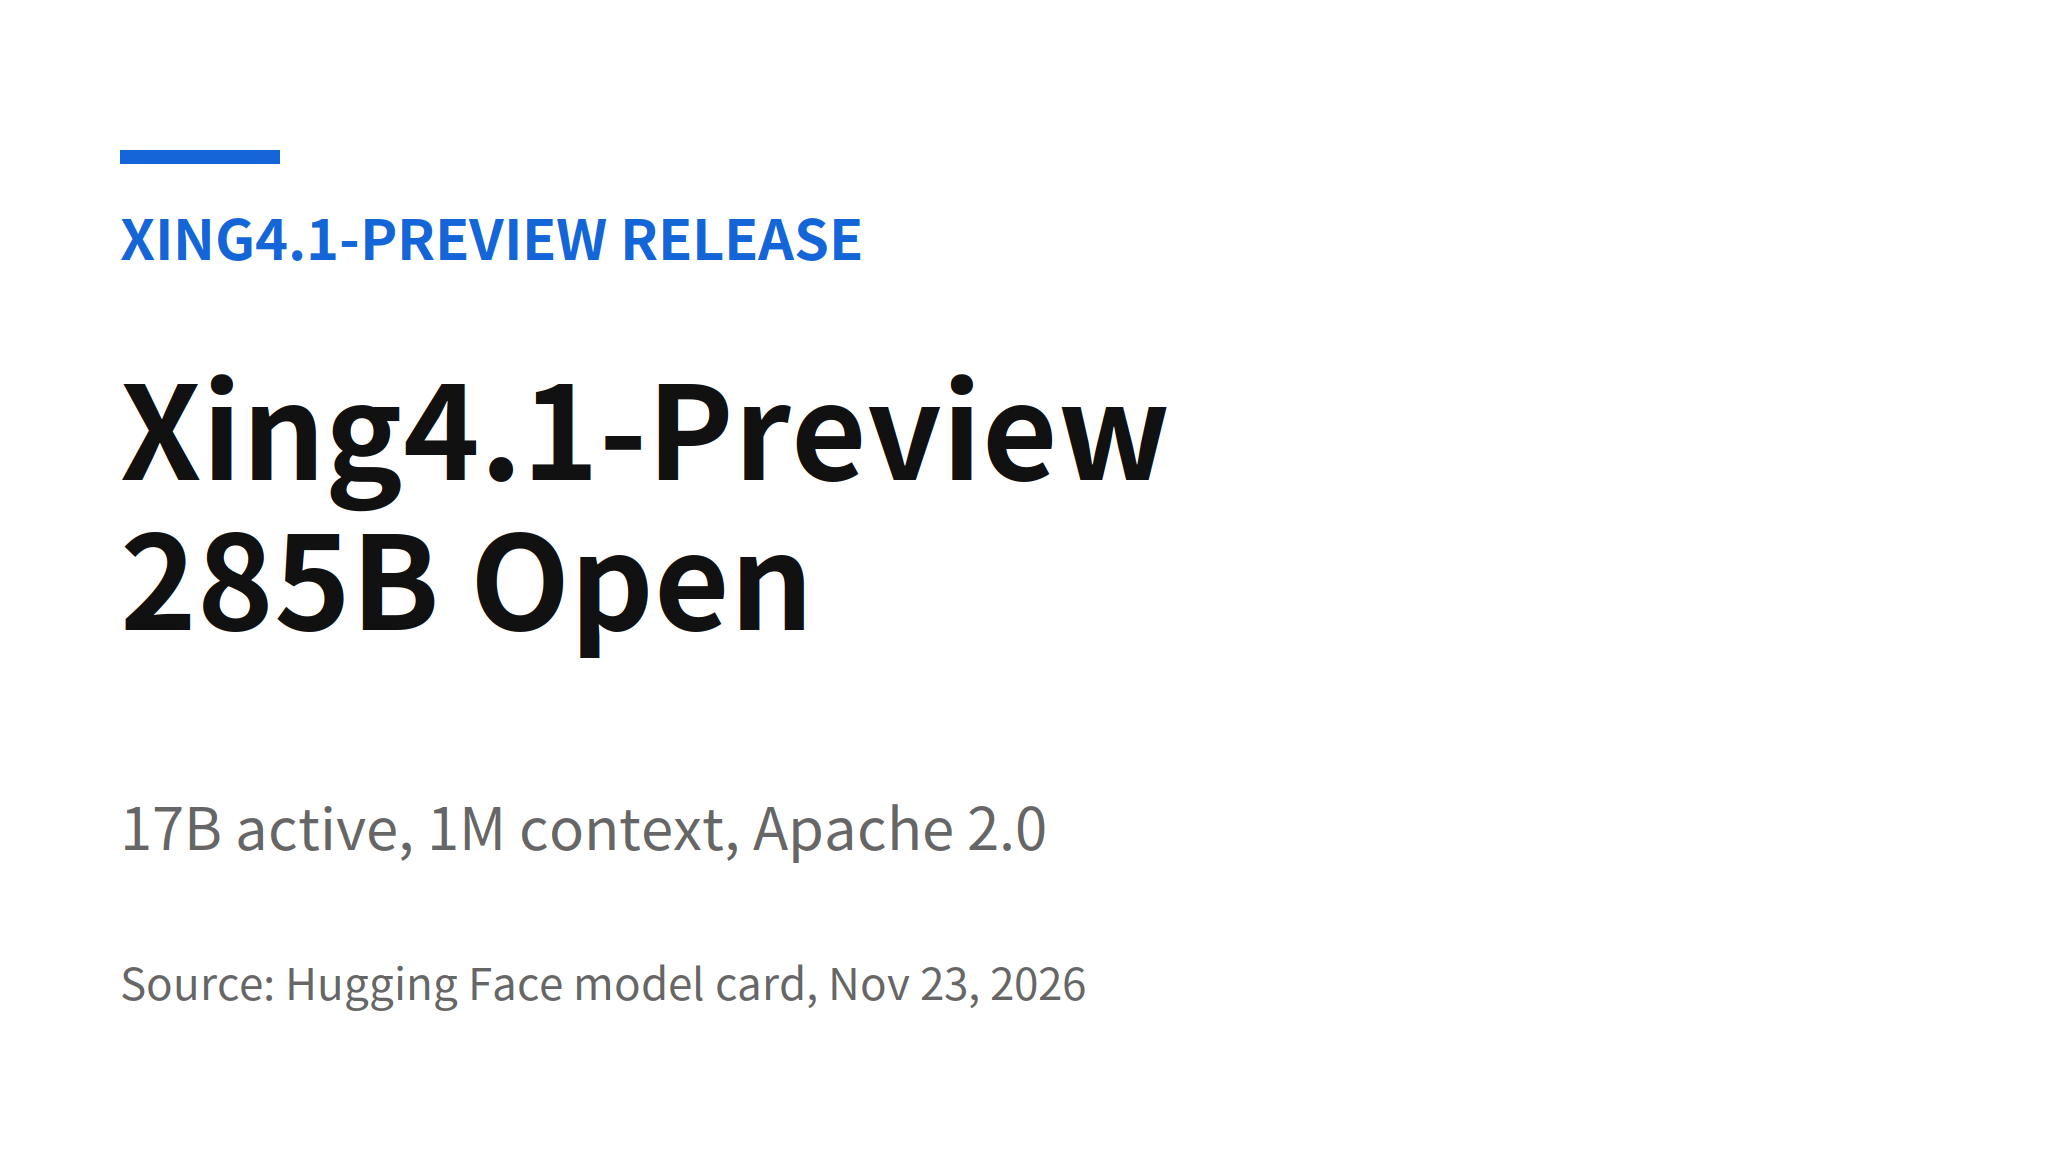 XING4.1-PREVIEW RELEASE
Xing4.1-Preview
285B Open
17B active, 1M context, Apache 2.0
Source: Hugging Face model card, Nov 23, 2026